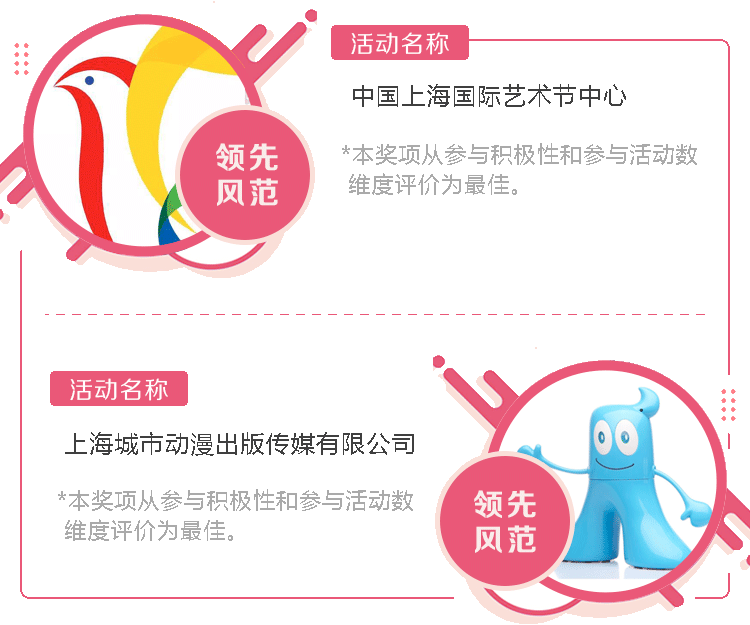 活动名称
中国上海国际艺术节中心
*本奖项从参与积极性和参与活动数
维度评价为最佳。
领先
风范
活动名称
上海城市动漫出版传媒有限公司
*本奖项从参与积极性和参与活动数
维度评价为最佳。
领先
风范